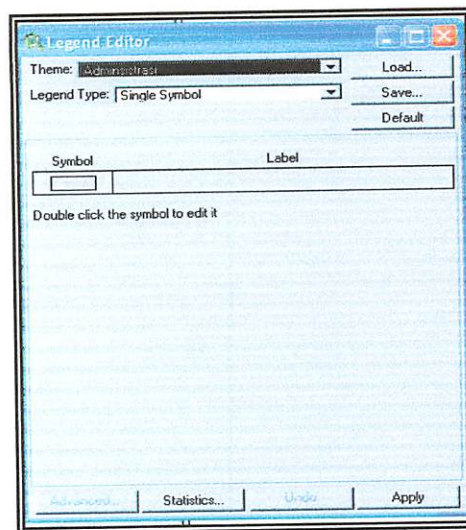 Legend Editor
Theme: Administrasi
Load...
Legend Type: Single Symbol
Save...
Default
Symbol Label
Double click the symbol to edit it
Advanced... Statistics... Undo Apply